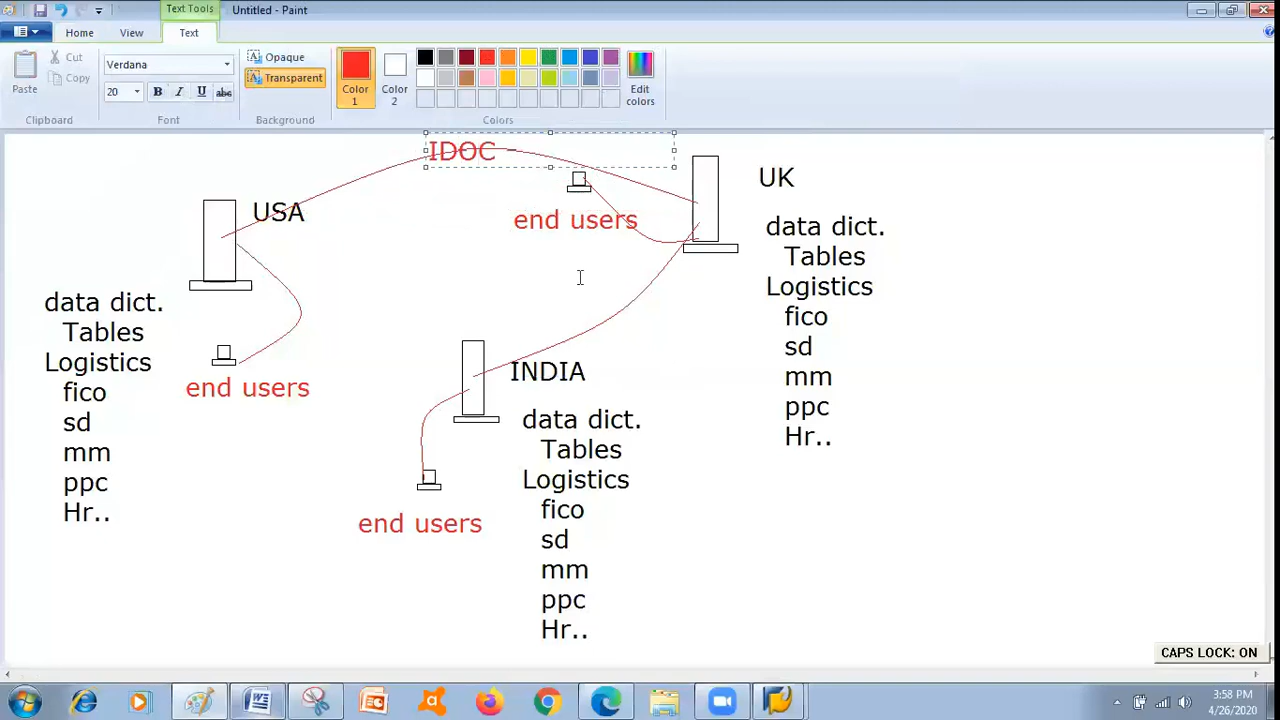 Text Tools
Untitled - Paint
Home
View
Text
Paste
Cut
Copy
Clipboard
Verdana
20
B
I
U
abc
Font
Opaque
Transparent
Background
Color
1
Color
2
Edit
colors
Colors
IDOC
UK
USA
end users
data dict.
Tables
Logistics
fico
sd
mm
ppc
Hr..
data dict.
Tables
Logistics
fico
sd
mm
ppc
Hr..
end users
INDIA
data dict.
Tables
Logistics
fico
sd
mm
ppc
Hr..
end users
CAPS LOCK: ON
3:58 PM
4/26/2020